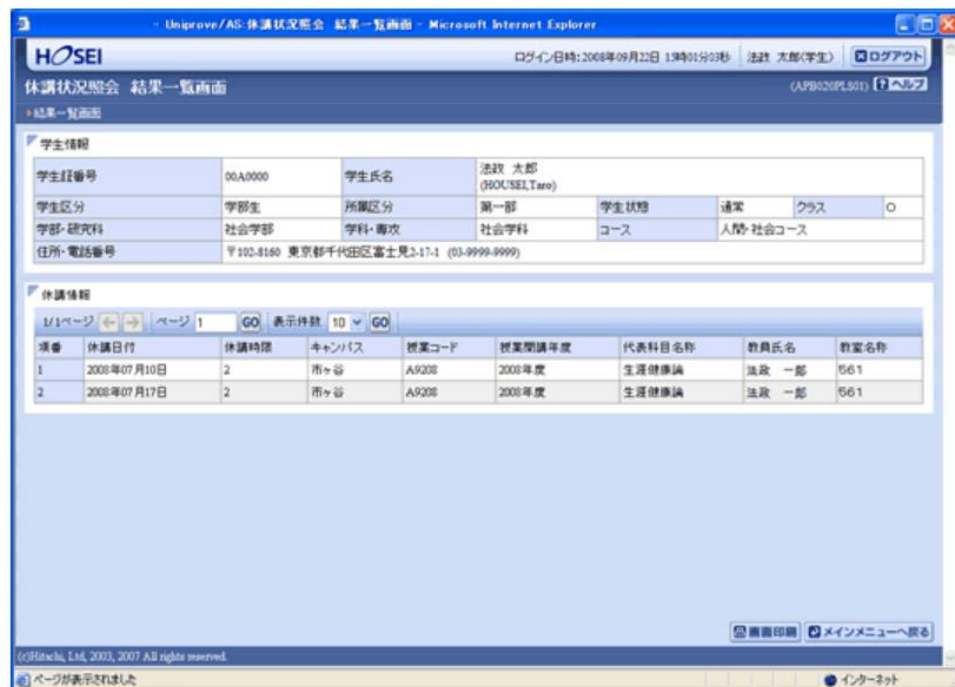 - Uniprove/AS:休講状況照会 結果一覧画面 - Microsoft Internet Explorer
HOSEI ログイン日時:2008年09月22日 13時01分03秒 法政 太郎(学生) ログアウト
休講状況照会 結果一覧画面 (APB020PLS01) ヘルプ
結果一覧画面
学生情報
学生証番号 00A0000 学生氏名 法政 太郎
(HOUSEI,Taro)
学生区分 学部生 所属区分 第一部 学生状態 通常 クラス O
学部・研究科 社会学部 学科・専攻 社会学科 コース 人間・社会コース
住所・電話番号 〒102-8160 東京都千代田区富士見2-17-1 (03-9999-9999)
休講情報
1/1ページ ← → ページ 1 GO 表示件数 10 GO
項番 休講日付 休講時限 キャンパス 授業コード 授業開講年度 代表科目名称 教員氏名 教室名称
1 2008年07月10日 2 市ヶ谷 A9208 2008年度 生涯健康論 法政 一郎 561
2 2008年07月17日 2 市ヶ谷 A9208 2008年度 生涯健康論 法政 一郎 561
画面印刷 メインメニューへ戻る
(c)Hitachi, Ltd, 2003, 2007 All rights reserved.
ページが表示されました インターネット